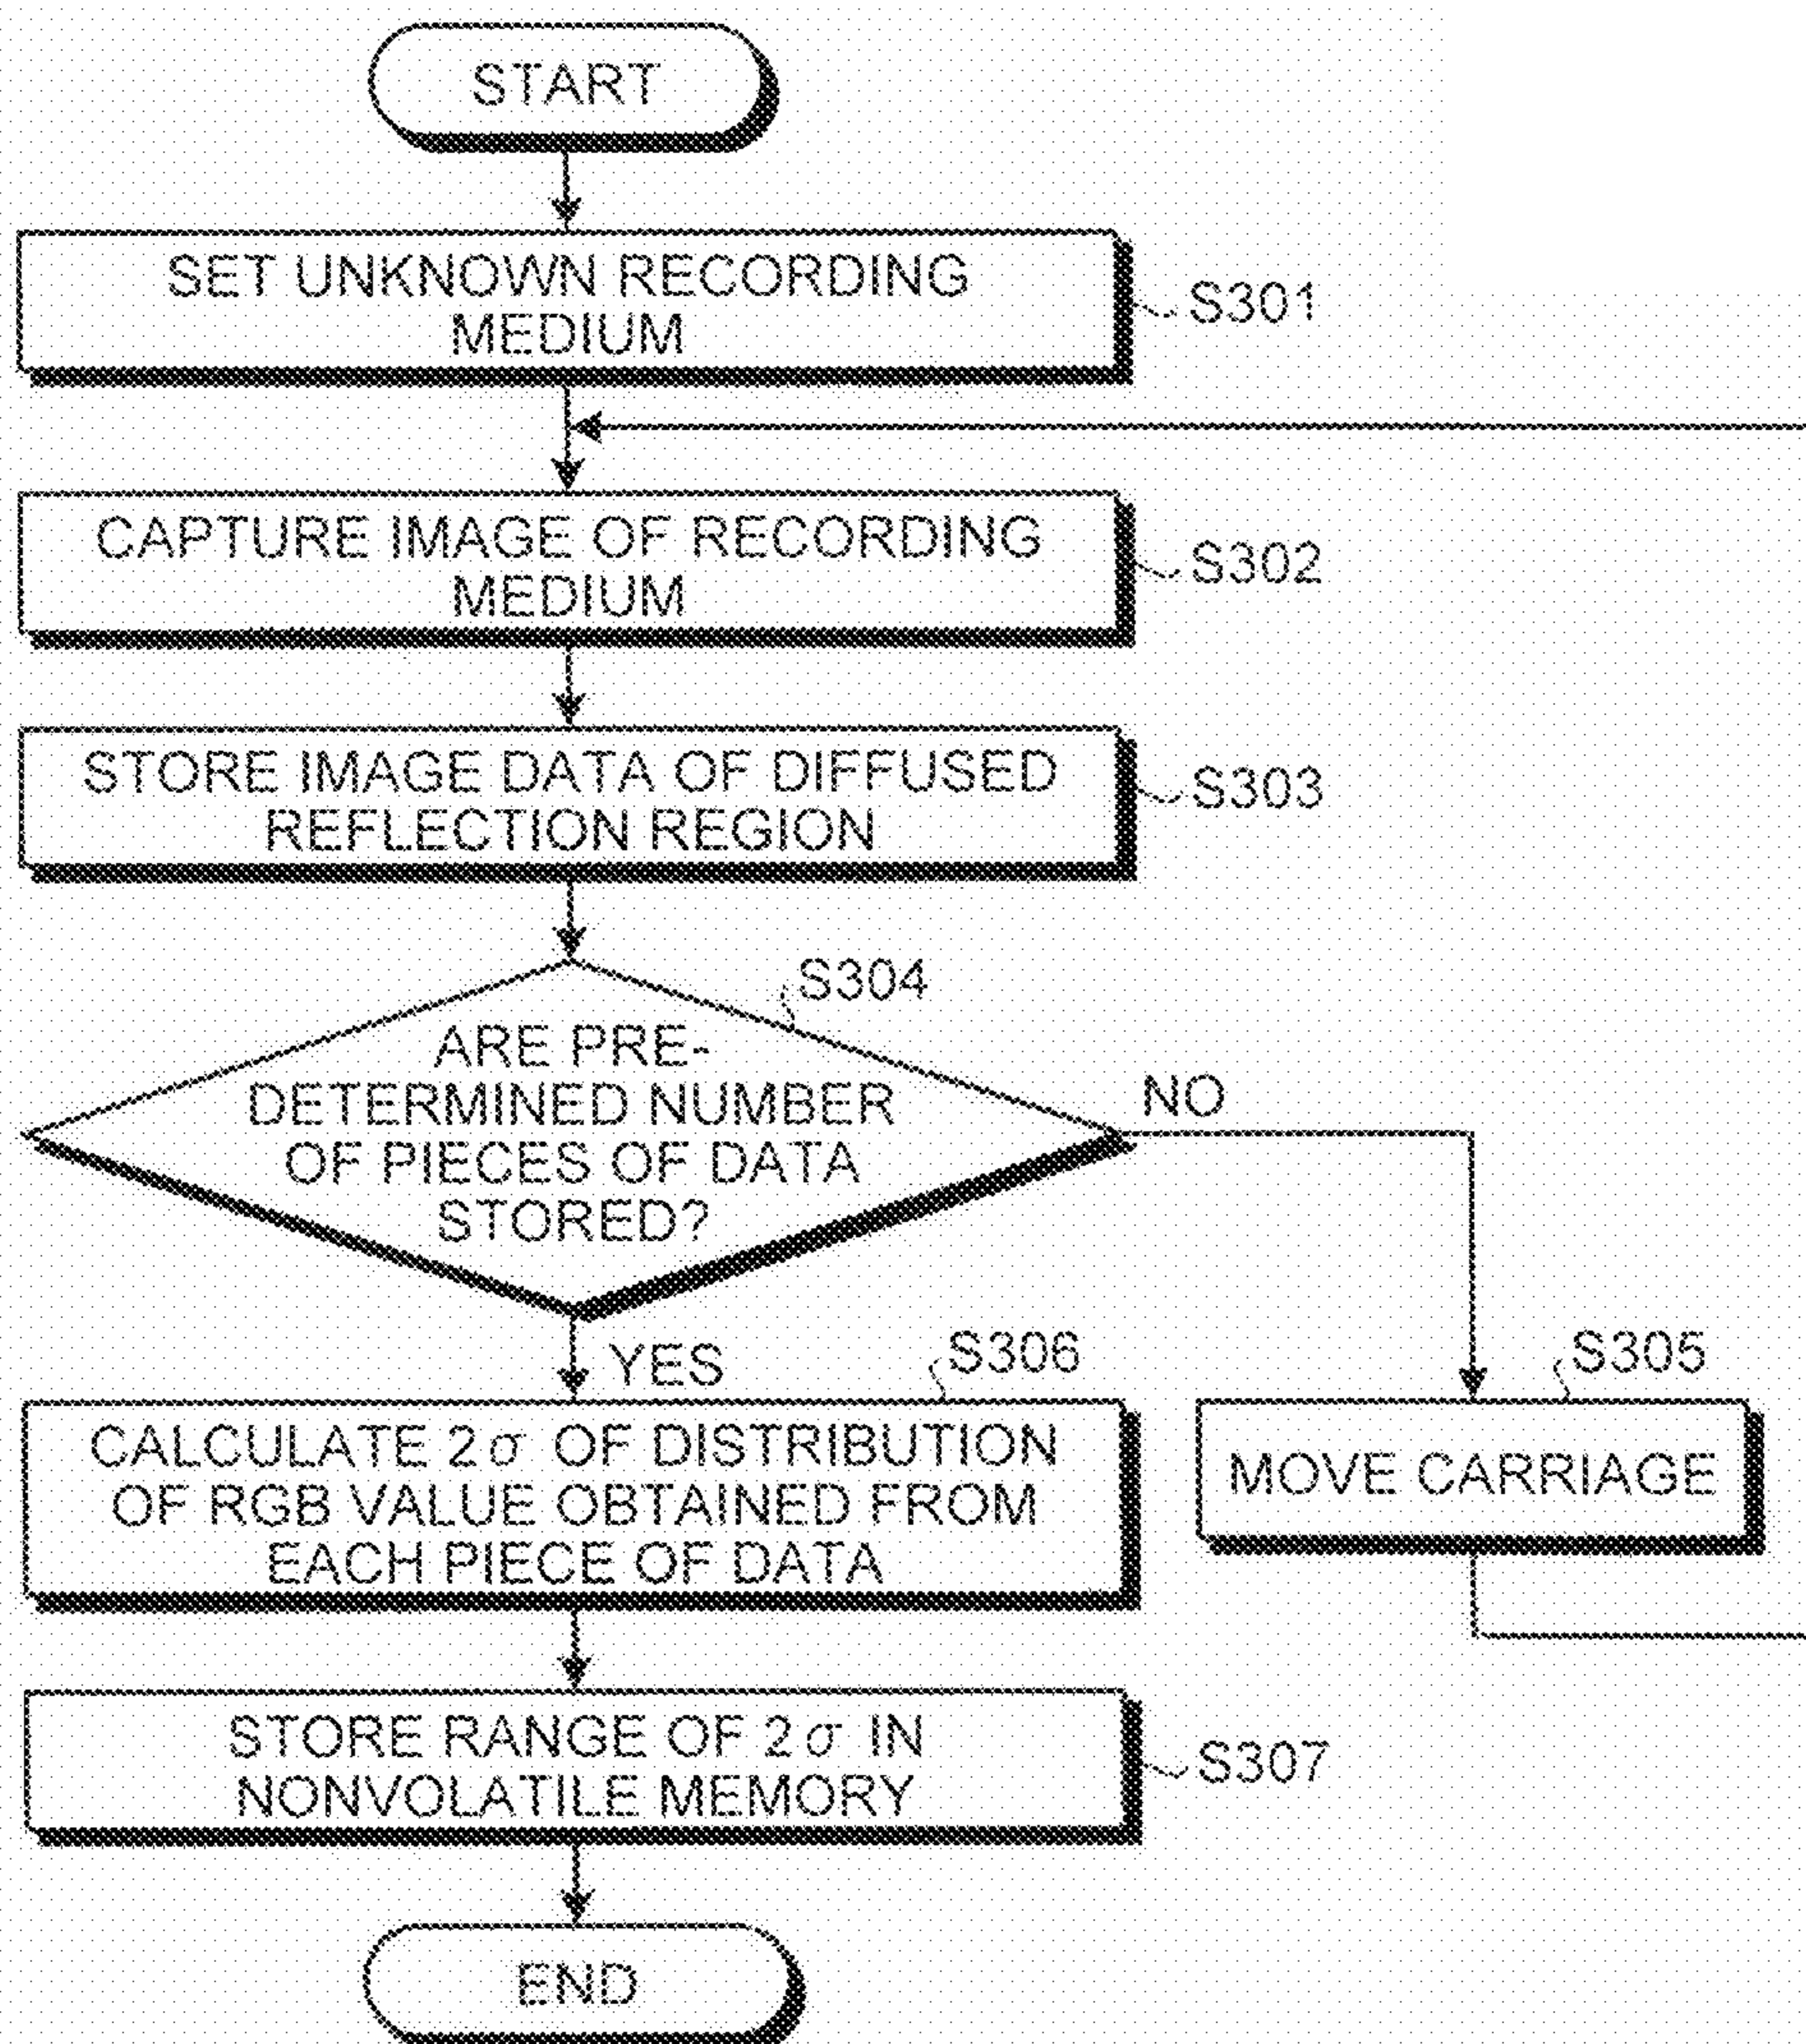 START
SET UNKNOWN RECORDING
MEDIUM
S301
CAPTURE IMAGE OF RECORDING
MEDIUM
S302
STORE IMAGE DATA OF DIFFUSED
REFLECTION REGION
S303
S304
ARE PRE-
DETERMINED NUMBER
OF PIECES OF DATA
STORED?
NO
YES
S306
CALCULATE 2σ OF DISTRIBUTION
OF RGB VALUE OBTAINED FROM
EACH PIECE OF DATA
S305
MOVE CARRIAGE
STORE RANGE OF 2σ IN
NONVOLATILE MEMORY
S307
END